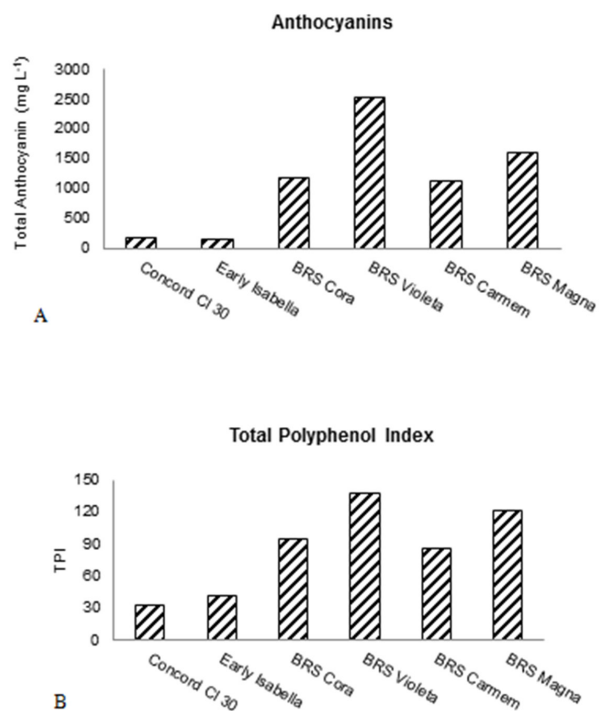 Anthocyanins
Total Anthocyanin (mg L-1)
3000
2500
2000
1500
1000
500
0
Concord Cl 30
Early Isabella
BRS Cora
BRS Violeta
BRS Carmem
BRS Magna
A
Total Polyphenol Index
TPI
150
120
90
60
30
0
Concord Cl 30
Early Isabella
BRS Cora
BRS Violeta
BRS Carmem
BRS Magna
B